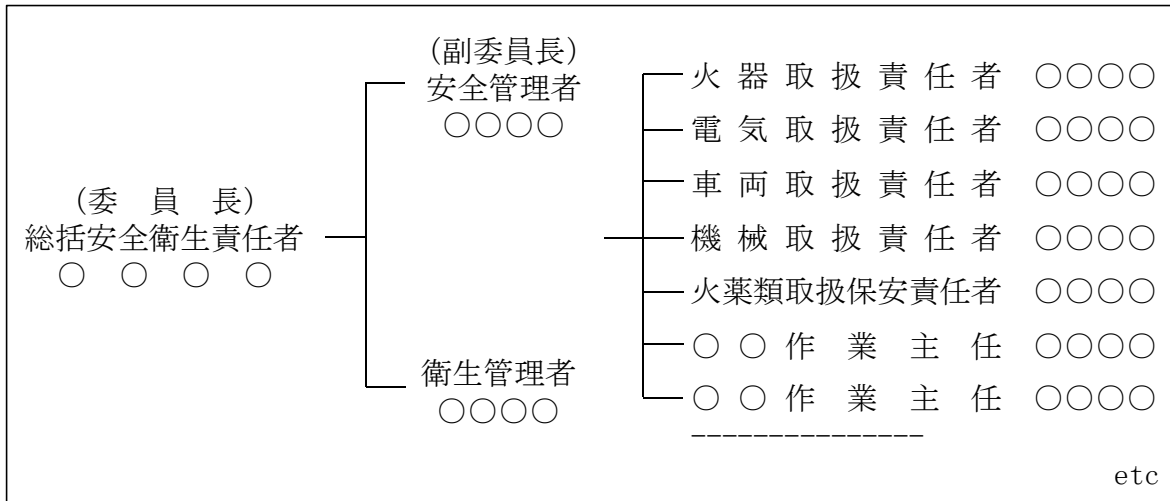 (委員長)
総括安全衛生責任者
○○○○
(副委員長)
安全管理者
○○○○
衛生管理者
○○○○
火器取扱責任者 ○○○○
電気取扱責任者 ○○○○
車両取扱責任者 ○○○○
機械取扱責任者 ○○○○
火薬類取扱保安責任者 ○○○○
○○作業主任 ○○○○
○○作業主任 ○○○○
---------------
etc